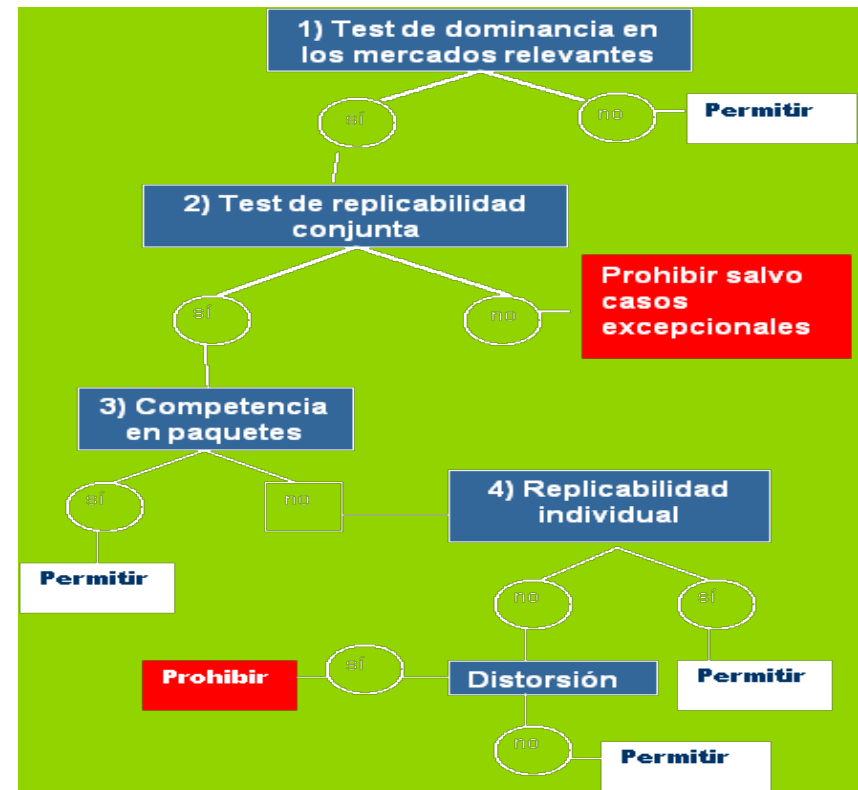 1) Test de dominancia en
los mercados relevantes
sí
no
Permitir
2) Test de replicabilidad
conjunta
sí
no
Prohibir salvo
casos
excepcionales
3) Competencia
en paquetes
sí
no
4) Replicabilidad
individual
Permitir
no
sí
Prohibir
sí
Distorsión
Permitir
no
Permitir